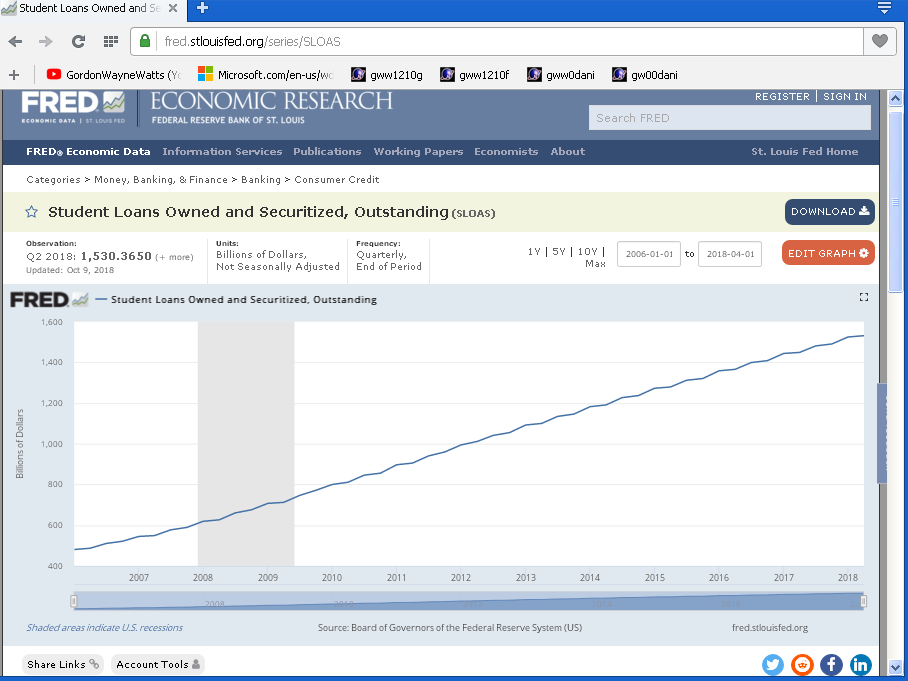 Student Loans Owned and Se
fred.stlouisfed.org/series/SLOAS
GordonWayneWatts (Yo
Microsoft.com/en-us/wo
gww1210g
gww1210f
gww0dani
gw00dani
FRED
ECONOMIC DATA | ST. LOUIS FED
ECONOMIC RESEARCH
FEDERAL RESERVE BANK OF ST. LOUIS
REGISTER | SIGN IN
Search FRED
FRED® Economic Data Information Services Publications Working Papers Economists About St. Louis Fed Home
Categories > Money, Banking, & Finance > Banking > Consumer Credit
Student Loans Owned and Securitized, Outstanding (SLOAS)
DOWNLOAD
Observation:
Q2 2018: 1,530.3650 (+ more)
Updated: Oct 9, 2018
Units:
Billions of Dollars,
Not Seasonally Adjusted
Frequency:
Quarterly,
End of Period
1Y | 5Y | 10Y |
Max
2006-01-01 to 2018-04-01
EDIT GRAPH
FRED
Student Loans Owned and Securitized, Outstanding
1,600
1,400
1,200
1,000
800
600
400
Billions of Dollars
2007 2008 2009 2010 2011 2012 2013 2014 2015 2016 2017 2018
2008 2010 2012 2014 2016
Shaded areas indicate U.S. recessions
Source: Board of Governors of the Federal Reserve System (US)
fred.stlouisfed.org
Share Links
Account Tools